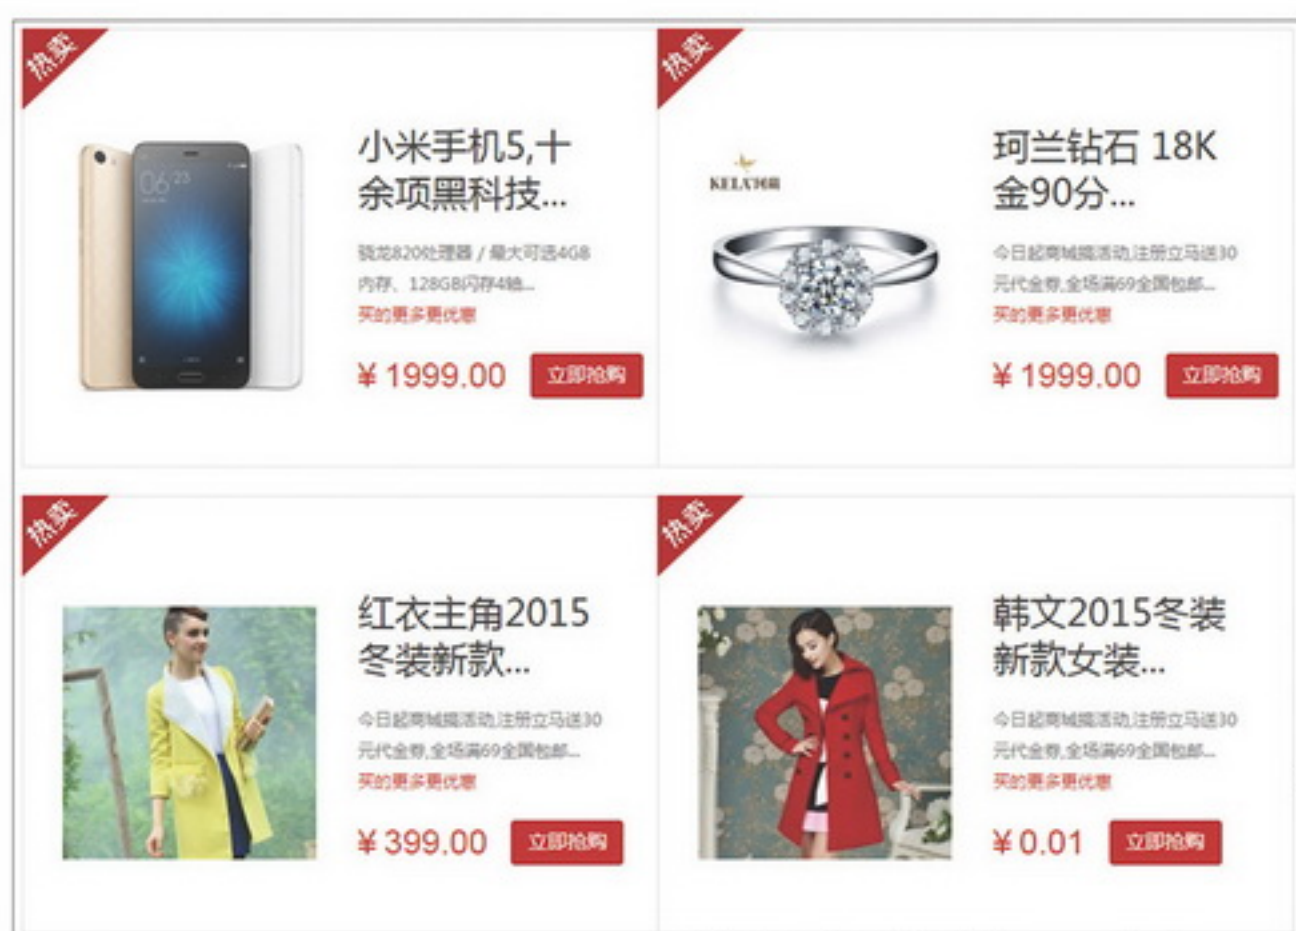 热卖
小米手机5,十
余项黑科技...
骁龙820处理器 / 最大可选4GB
内存、128GB闪存4轴...
买的更多更优惠
¥ 1999.00
立即抢购
热卖
KELA珂兰
珂兰钻石 18K
金90分...
今日起商城搞活动,注册立马送30
元代金券,全场满69全国包邮...
买的更多更优惠
¥ 1999.00
立即抢购
热卖
红衣主角2015
冬装新款...
今日起商城搞活动,注册立马送30
元代金券,全场满69全国包邮...
买的更多更优惠
¥ 399.00
立即抢购
热卖
韩文2015冬装
新款女装...
今日起商城搞活动,注册立马送30
元代金券,全场满69全国包邮...
买的更多更优惠
¥ 0.01
立即抢购